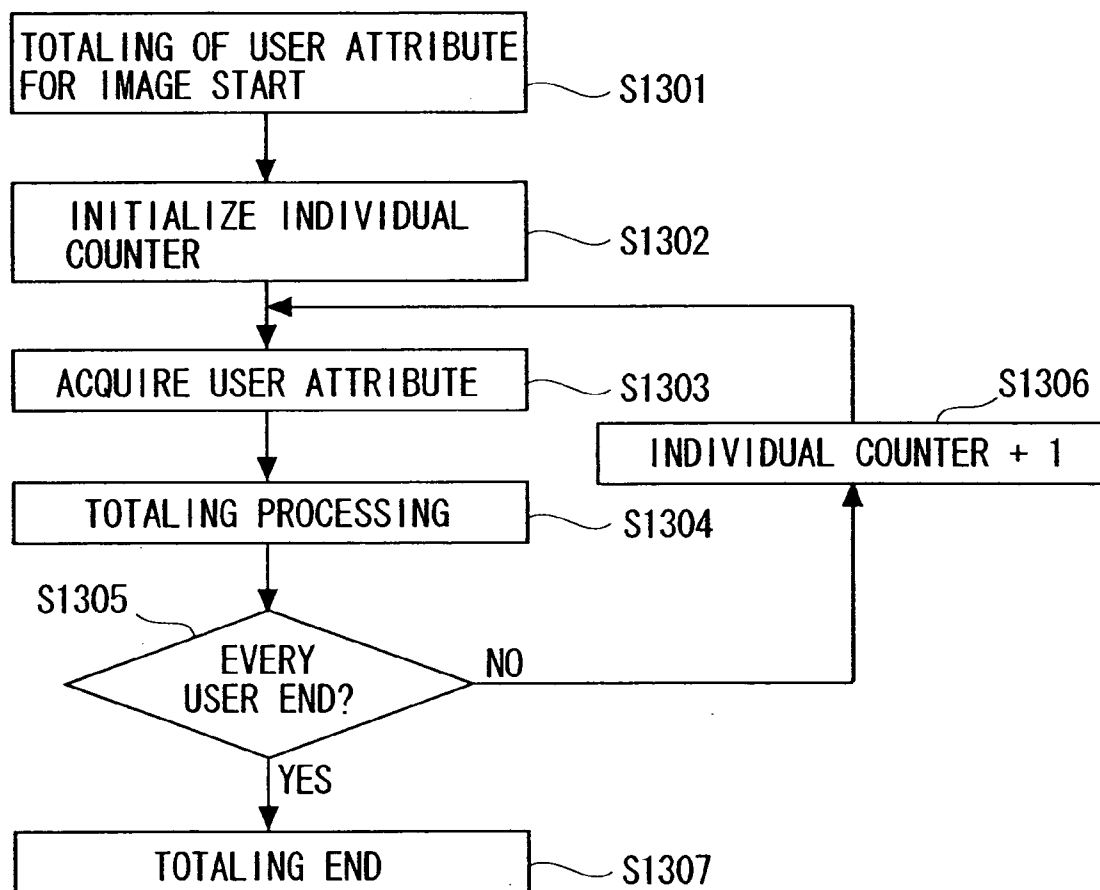 TOTALING OF USER ATTRIBUTE
FOR IMAGE START
S1301
INITIALIZE INDIVIDUAL
COUNTER
S1302
ACQUIRE USER ATTRIBUTE
S1303
S1306
INDIVIDUAL COUNTER + 1
TOTALING PROCESSING
S1304
S1305
EVERY
USER END?
NO
YES
TOTALING END
S1307